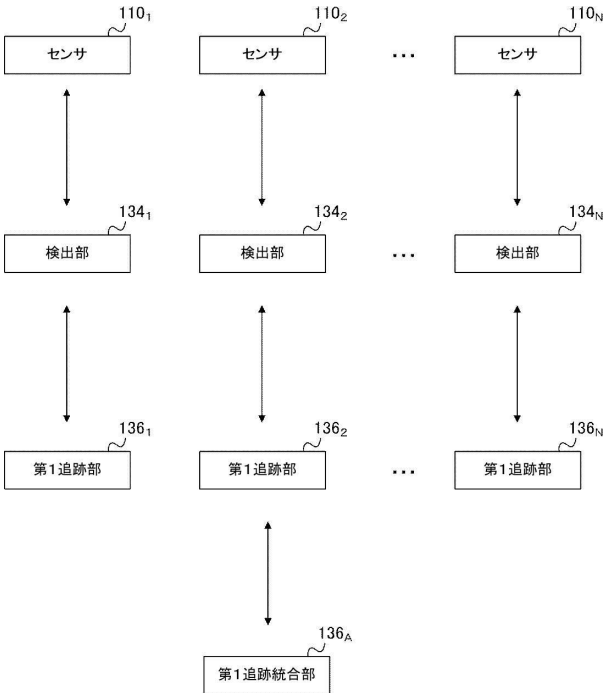 110₁ 110₂ 110N
センサ センサ ・・・ センサ
134₁ 134₂ 134N
検出部 検出部 ・・・ 検出部
136₁ 136₂ 136N
第1追跡部 第1追跡部 ・・・ 第1追跡部
136A
第1追跡統合部